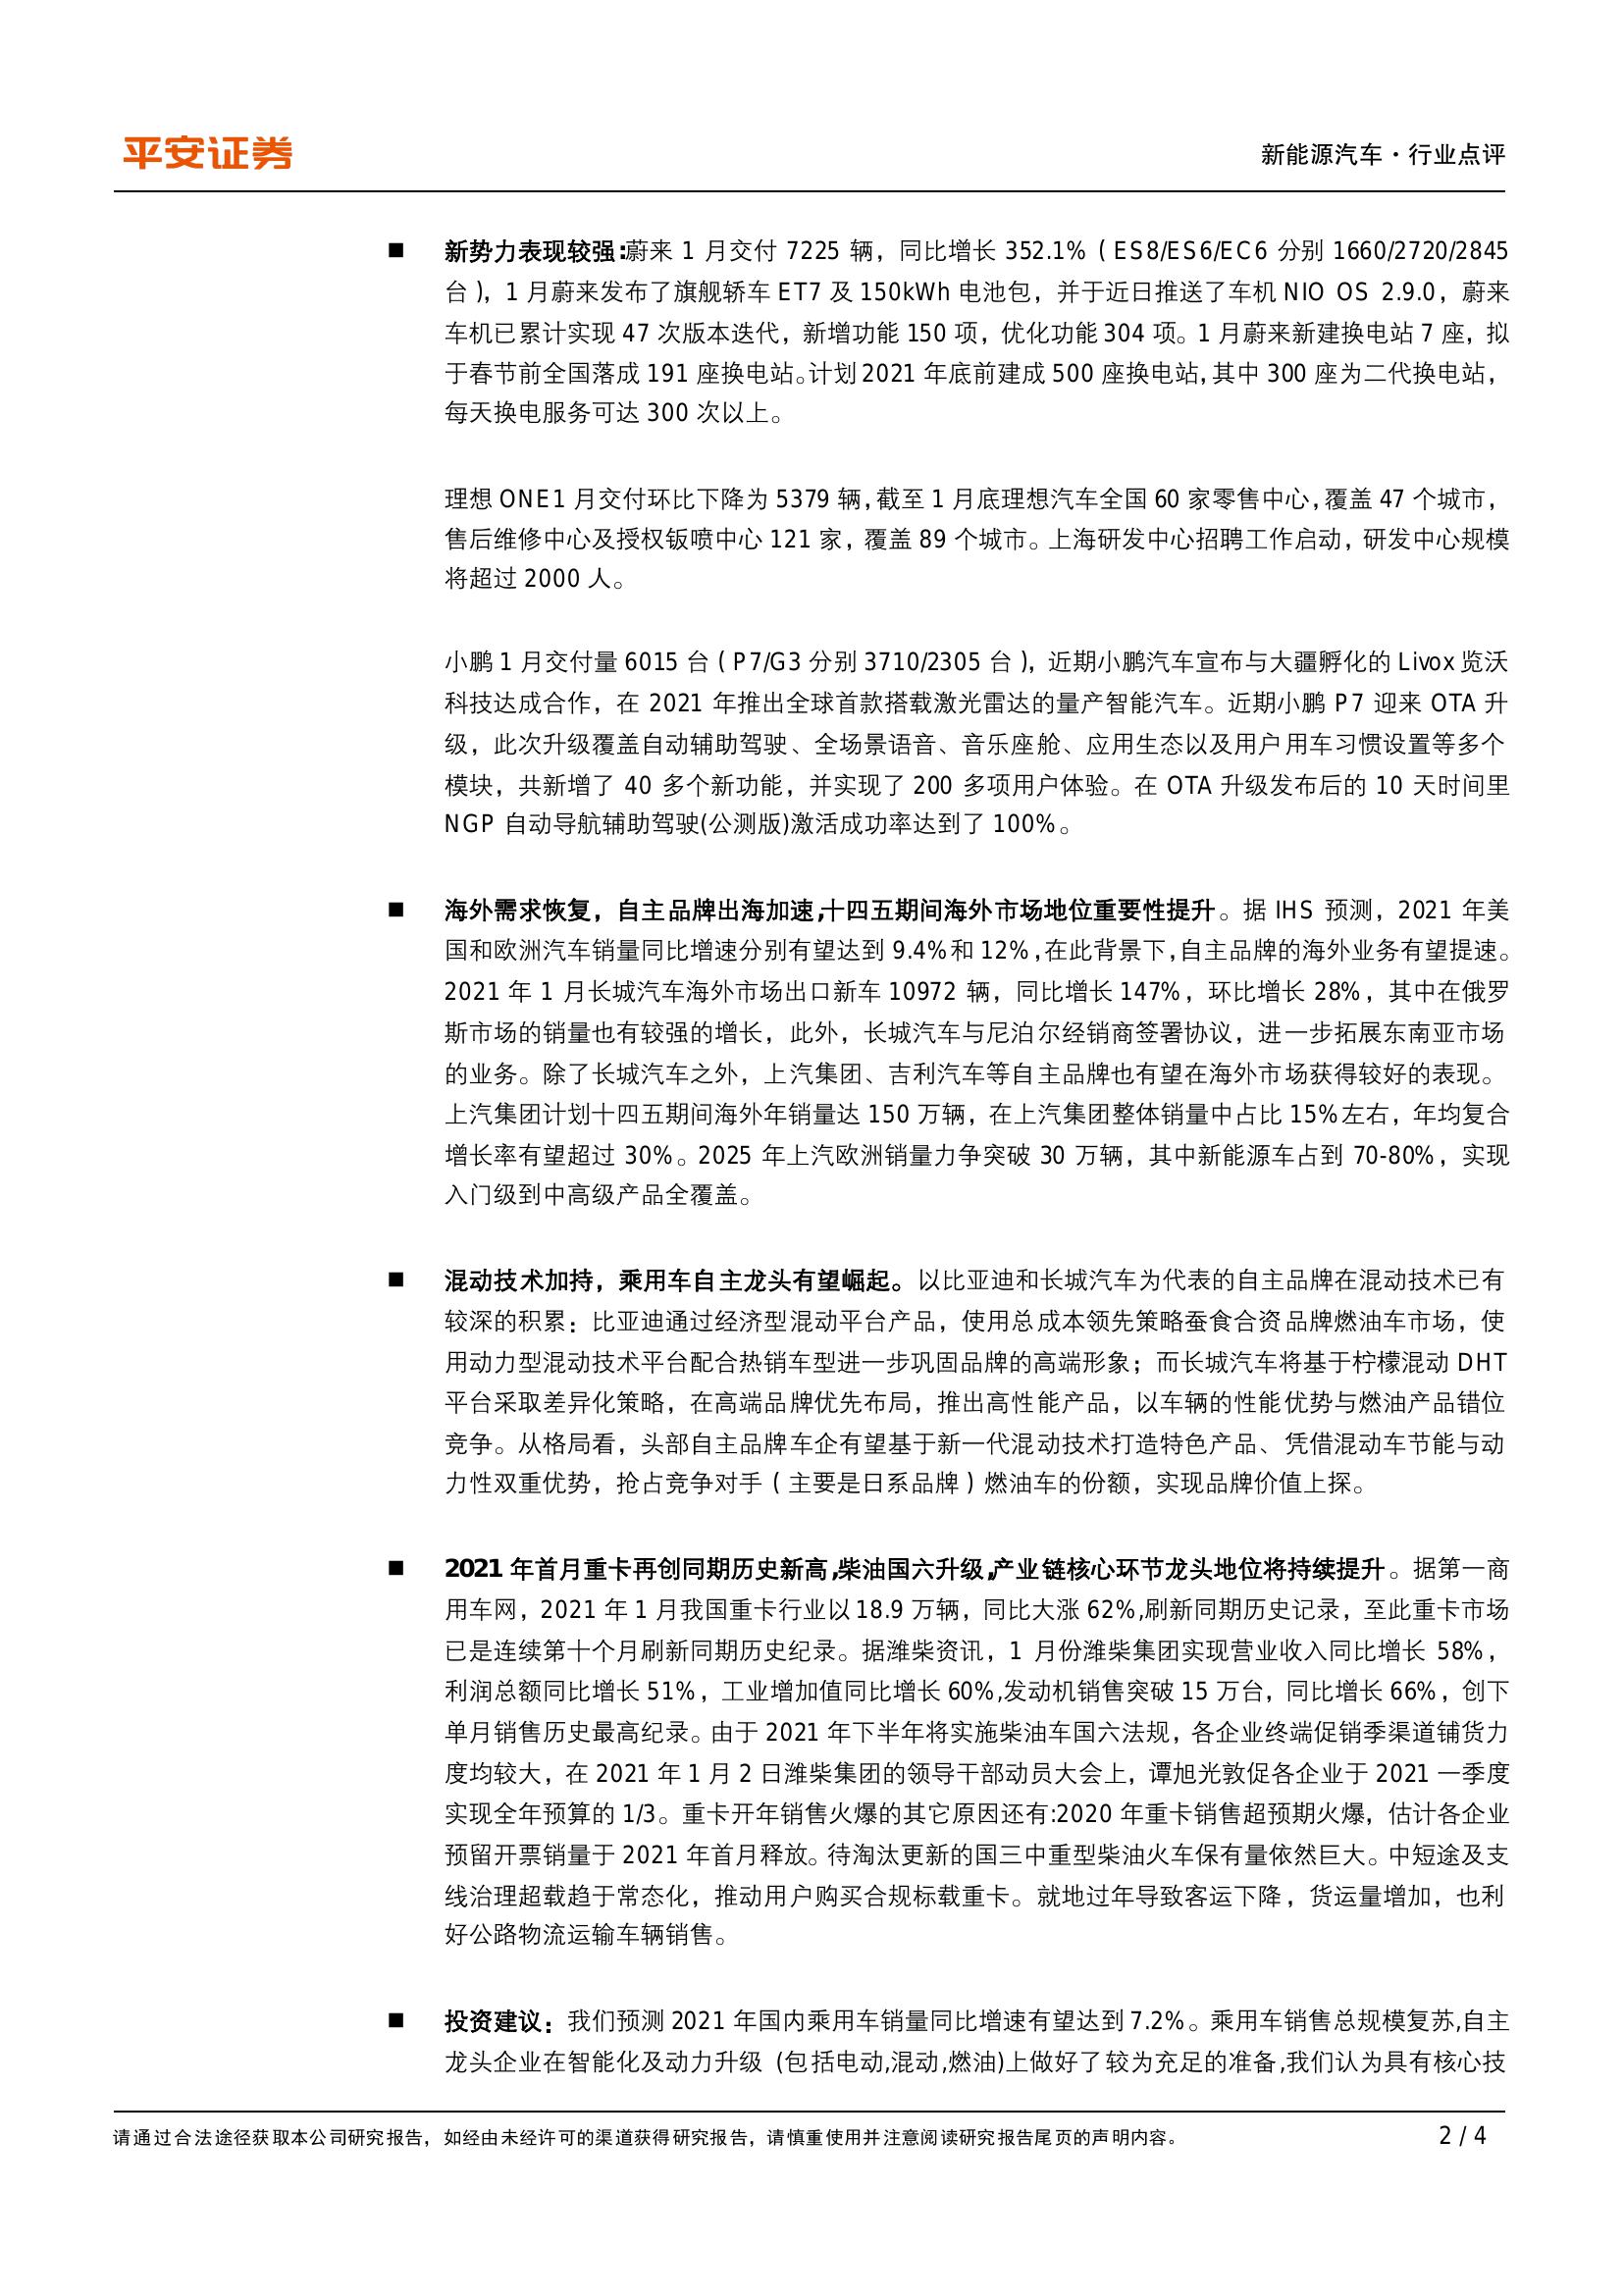 平安证券
新能源汽车·行业点评
■ 新势力表现较强:蔚来 1 月交付 7225 辆，同比增长 352.1%（ES8/ES6/EC6 分别 1660/2720/2845
台），1 月蔚来发布了旗舰轿车 ET7 及 150kWh 电池包，并于近日推送了车机 NIO OS 2.9.0，蔚来
车机已累计实现 47 次版本迭代，新增功能 150 项，优化功能 304 项。1 月蔚来新建换电站 7 座，拟
于春节前全国落成 191 座换电站。计划 2021 年底前建成 500 座换电站,其中 300 座为二代换电站，
每天换电服务可达 300 次以上。
理想 ONE1 月交付环比下降为 5379 辆,截至 1 月底理想汽车全国 60 家零售中心,覆盖 47 个城市，
售后维修中心及授权钣喷中心 121 家，覆盖 89 个城市。上海研发中心招聘工作启动，研发中心规模
将超过 2000 人。
小鹏 1 月交付量 6015 台（P7/G3 分别 3710/2305 台），近期小鹏汽车宣布与大疆孵化的 Livox 览沃
科技达成合作，在 2021 年推出全球首款搭载激光雷达的量产智能汽车。近期小鹏 P7 迎来 OTA 升
级，此次升级覆盖自动辅助驾驶、全场景语音、音乐座舱、应用生态以及用户用车习惯设置等多个
模块，共新增了 40 多个新功能，并实现了 200 多项用户体验。在 OTA 升级发布后的 10 天时间里
NGP 自动导航辅助驾驶(公测版)激活成功率达到了 100%。
■ 海外需求恢复，自主品牌出海加速,十四五期间海外市场地位重要性提升。据 IHS 预测，2021 年美
国和欧洲汽车销量同比增速分别有望达到 9.4%和 12%,在此背景下,自主品牌的海外业务有望提速。
2021 年 1 月长城汽车海外市场出口新车 10972 辆，同比增长 147%，环比增长 28%，其中在俄罗
斯市场的销量也有较强的增长，此外，长城汽车与尼泊尔经销商签署协议，进一步拓展东南亚市场
的业务。除了长城汽车之外，上汽集团、吉利汽车等自主品牌也有望在海外市场获得较好的表现。
上汽集团计划十四五期间海外年销量达 150 万辆，在上汽集团整体销量中占比 15%左右，年均复合
增长率有望超过 30%。2025 年上汽欧洲销量力争突破 30 万辆，其中新能源车占到 70-80%，实现
入门级到中高级产品全覆盖。
■ 混动技术加持，乘用车自主龙头有望崛起。以比亚迪和长城汽车为代表的自主品牌在混动技术已有
较深的积累：比亚迪通过经济型混动平台产品，使用总成本领先策略蚕食合资品牌燃油车市场，使
用动力型混动技术平台配合热销车型进一步巩固品牌的高端形象；而长城汽车将基于柠檬混动 DHT
平台采取差异化策略，在高端品牌优先布局，推出高性能产品，以车辆的性能优势与燃油产品错位
竞争。从格局看，头部自主品牌车企有望基于新一代混动技术打造特色产品、凭借混动车节能与动
力性双重优势，抢占竞争对手（主要是日系品牌）燃油车的份额，实现品牌价值上探。
■ 2021 年首月重卡再创同期历史新高,柴油国六升级,产业链核心环节龙头地位将持续提升。据第一商
用车网，2021 年 1 月我国重卡行业以 18.9 万辆，同比大涨 62%,刷新同期历史记录，至此重卡市场
已是连续第十个月刷新同期历史纪录。据潍柴资讯，1 月份潍柴集团实现营业收入同比增长 58%，
利润总额同比增长 51%，工业增加值同比增长 60%,发动机销售突破 15 万台，同比增长 66%，创下
单月销售历史最高纪录。由于 2021 年下半年将实施柴油车国六法规，各企业终端促销季渠道铺货力
度均较大，在 2021 年 1 月 2 日潍柴集团的领导干部动员大会上，谭旭光敦促各企业于 2021 一季度
实现全年预算的 1/3。重卡开年销售火爆的其它原因还有:2020 年重卡销售超预期火爆，估计各企业
预留开票销量于 2021 年首月释放。待淘汰更新的国三中重型柴油火车保有量依然巨大。中短途及支
线治理超载趋于常态化，推动用户购买合规标载重卡。就地过年导致客运下降，货运量增加，也利
好公路物流运输车辆销售。
■ 投资建议：我们预测 2021 年国内乘用车销量同比增速有望达到 7.2%。乘用车销售总规模复苏,自主
龙头企业在智能化及动力升级 (包括电动,混动,燃油)上做好了较为充足的准备,我们认为具有核心技
请通过合法途径获取本公司研究报告，如经由未经许可的渠道获得研究报告，请慎重使用并注意阅读研究报告尾页的声明内容。
2 / 4